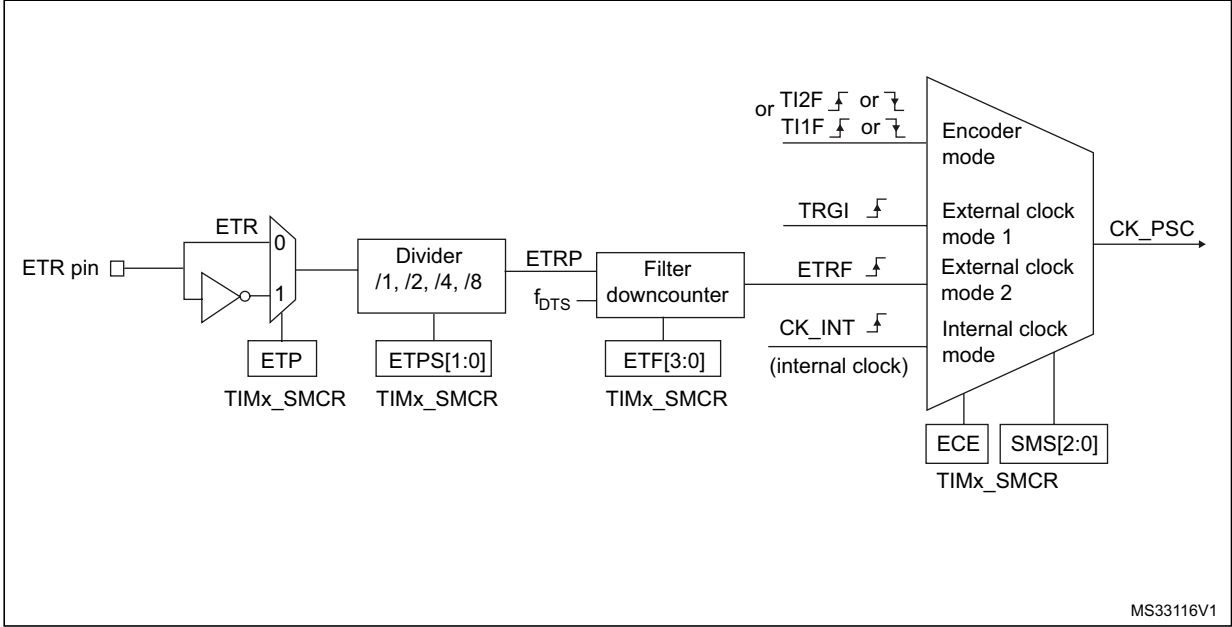 or TI2F or
TI1F or
Encoder
mode
TRGI
External clock
mode 1
CK_PSC
ETR
0
ETR pin
1
Divider
/1, /2, /4, /8
ETRP
fDTS
Filter
downcounter
ETRF
External clock
mode 2
CK_INT
(internal clock)
Internal clock
mode
ETP
TIMx_SMCR
ETPS[1:0]
TIMx_SMCR
ETF[3:0]
TIMx_SMCR
ECE
SMS[2:0]
TIMx_SMCR
MS33116V1